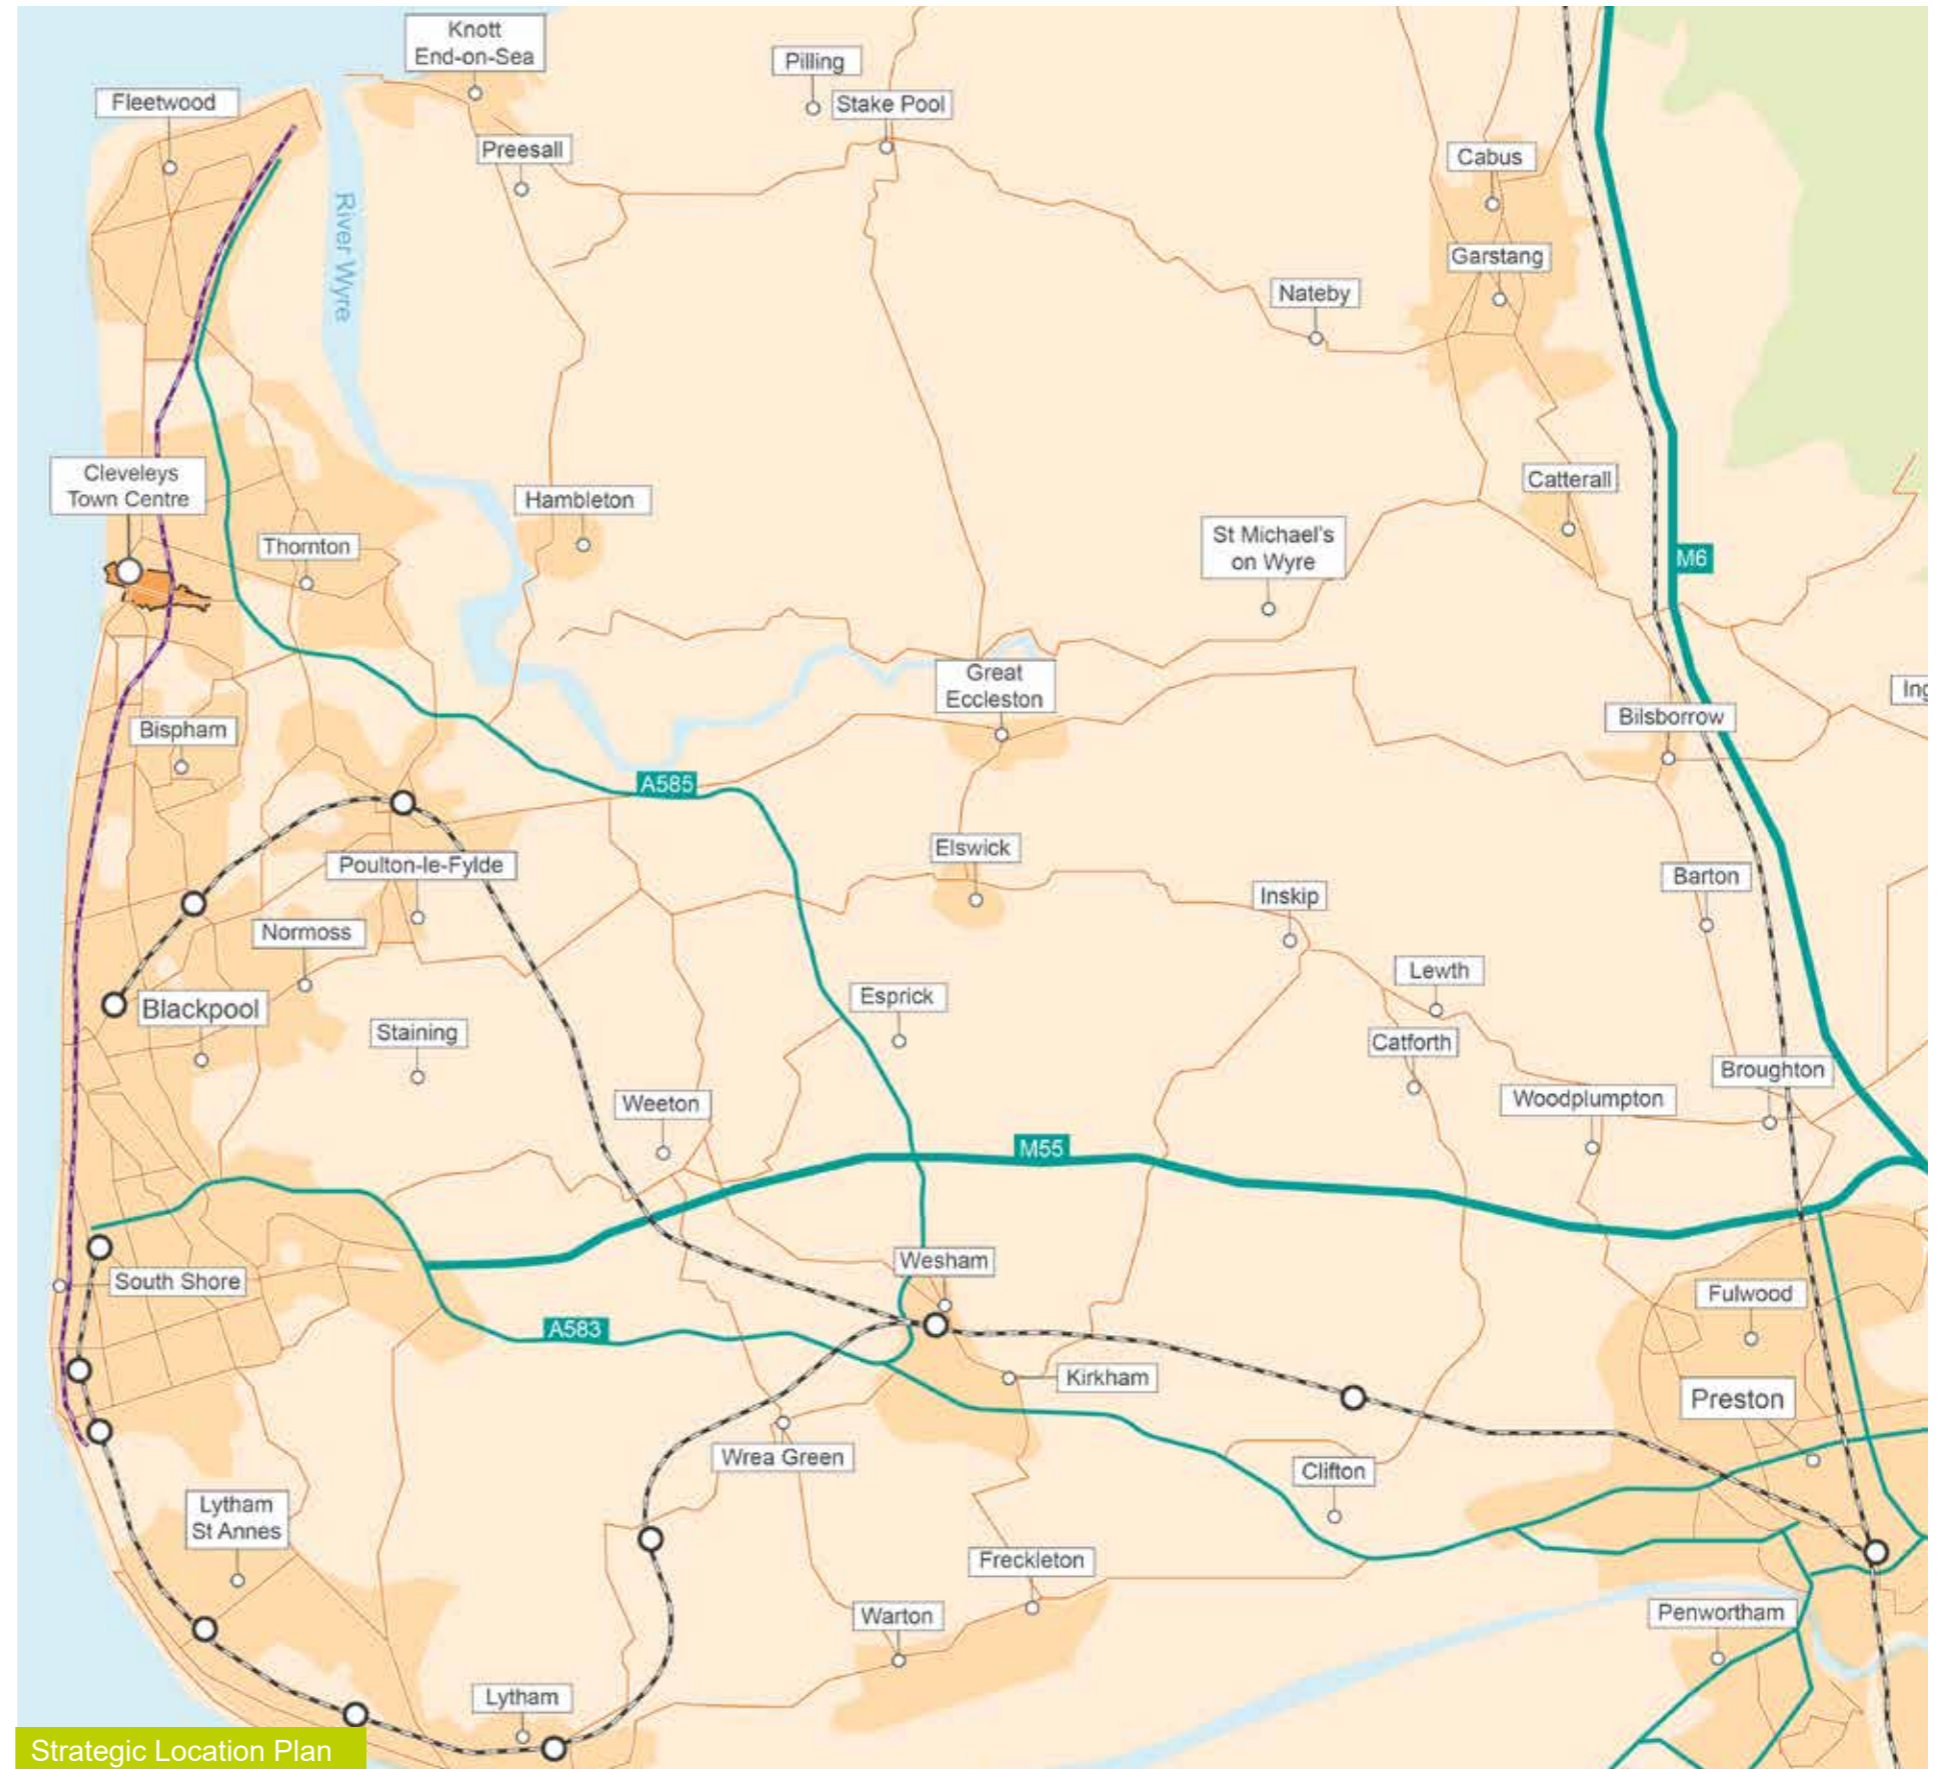 Knott
End-on-Sea
Pilling
Fleetwood
Stake Pool
Preesall
Cabus
River Wyre
Garstang
Nateby
Cleveleys
Town Centre
Catterall
Hambleton
St Michael's
on Wyre
Thornton
M6
Great
Eccleston
Ing
Bispham
Bilsborrow
A585
Elswick
Poulton-le-Fylde
Barton
Inskip
Normoss
Lewth
Esprick
Blackpool
Staining
Catforth
Broughton
Weeton
Woodplumpton
M55
Wesham
South Shore
Fulwood
A583
Kirkham
Preston
Wrea Green
Clifton
Lytham
St Annes
Freckleton
Warton
Penwortham
Lytham
Strategic Location Plan